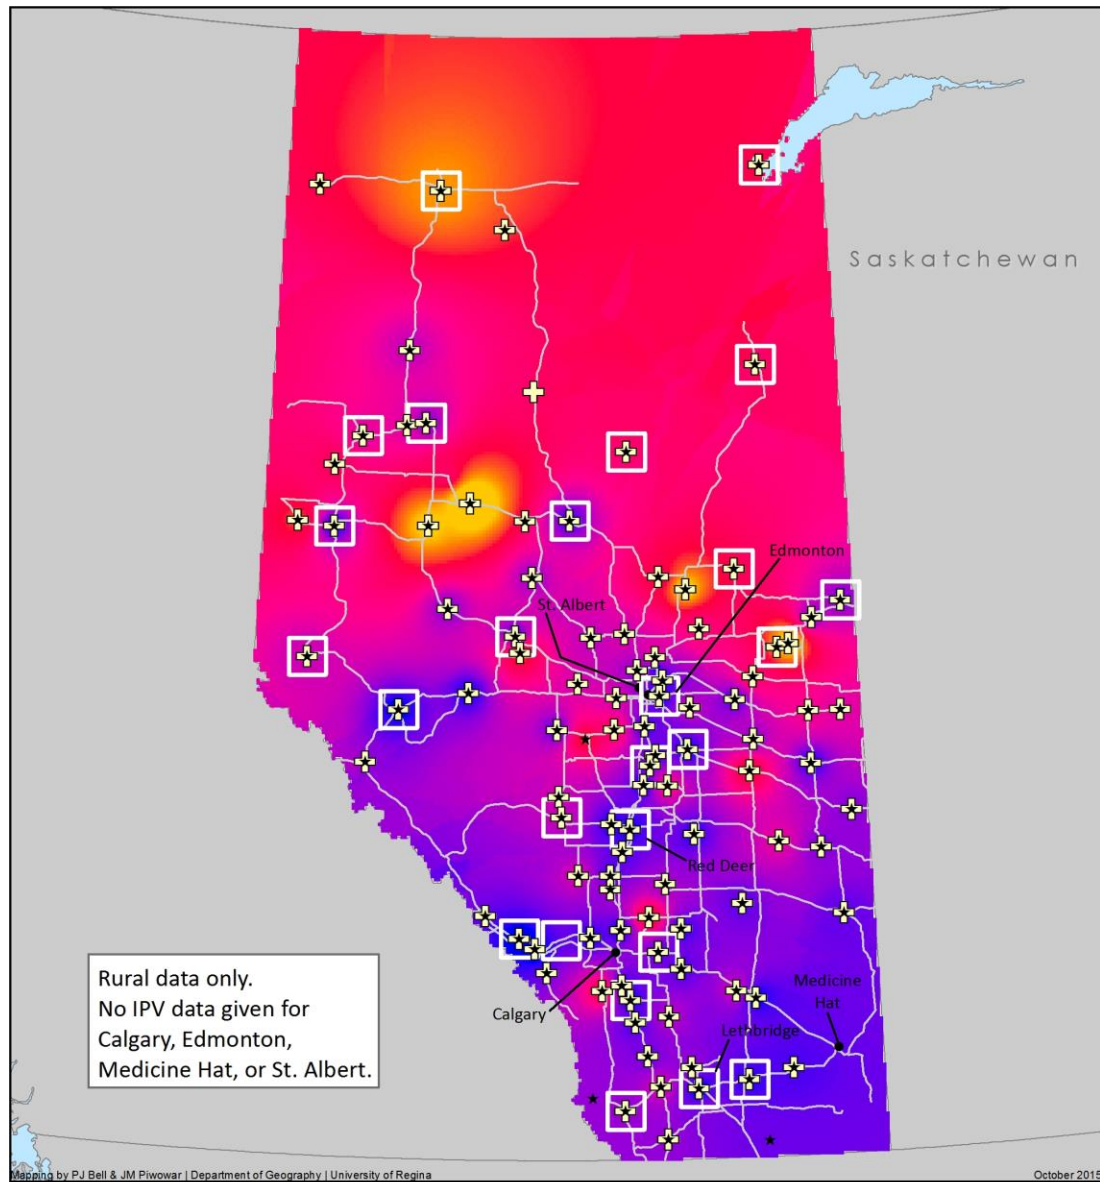 Saskatchewan
Edmonton
St. Albert
Red Deer
Rural data only.
No IPV data given for
Calgary, Edmonton,
Medicine Hat, or St. Albert.
Calgary
Medicine
Hat
Lethbridge
Mapping by PJ Bell & JM Piwowar | Department of Geography | University of Regina
October 2015